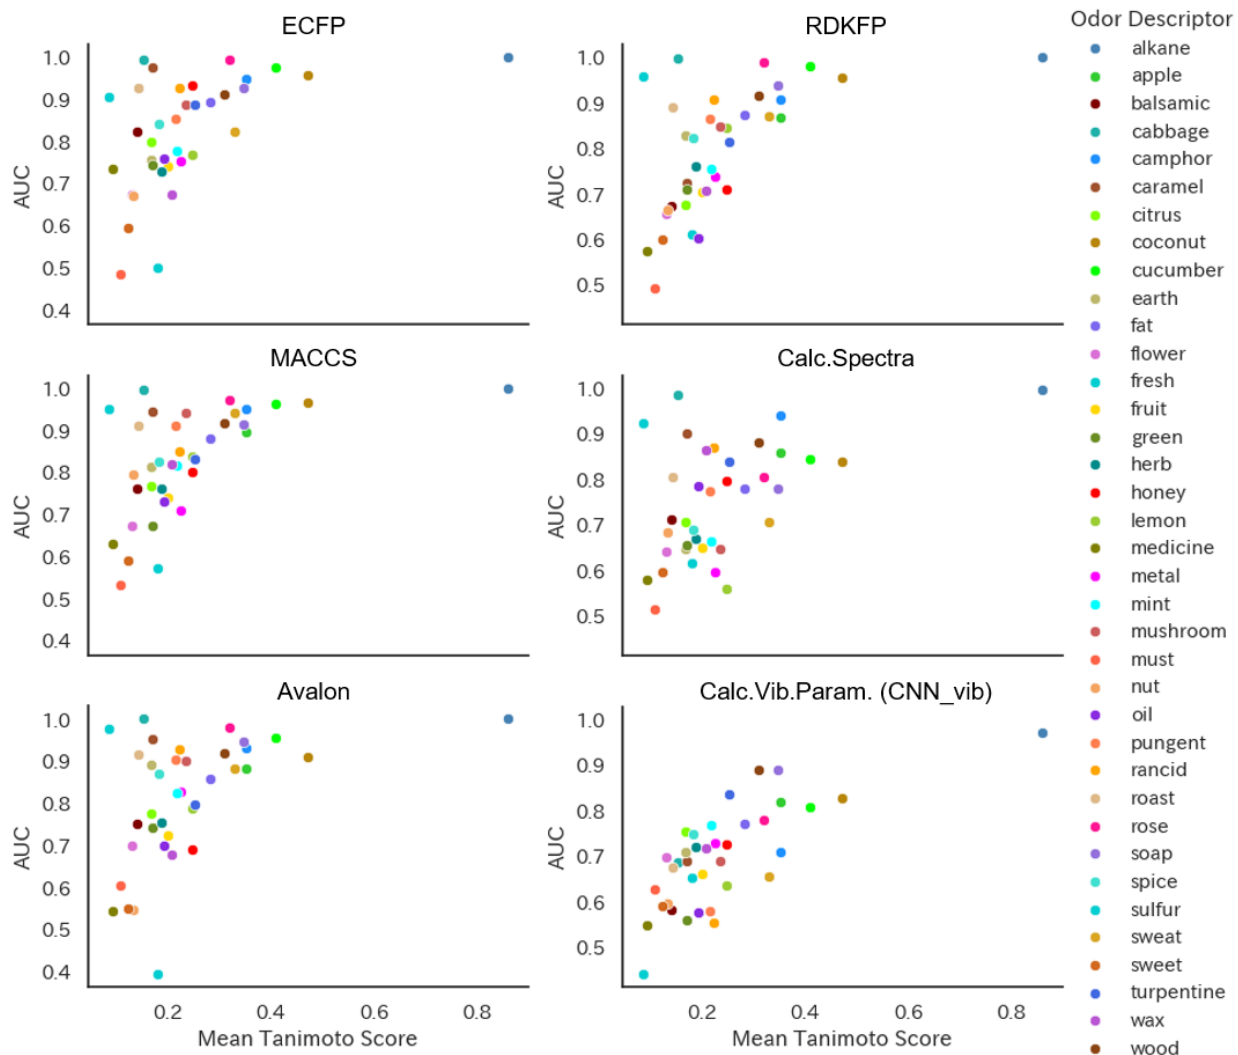 ECFP
RDKFP
Odor Descriptor
1.0
0.9
0.8
0.7
0.6
0.5
0.4
AUC
1.0
0.9
0.8
0.7
0.6
0.5
AUC
MACCS
Calc.Spectra
1.0
0.9
0.8
0.7
0.6
0.5
0.4
AUC
1.0
0.9
0.8
0.7
0.6
0.5
AUC
Avalon
Calc.Vib.Param. (CNN_vib)
1.0
0.9
0.8
0.7
0.6
0.5
0.4
AUC
0.2 0.4 0.6 0.8
Mean Tanimoto Score
1.0
0.9
0.8
0.7
0.6
0.5
AUC
0.2 0.4 0.6 0.8
Mean Tanimoto Score
alkane
apple
balsamic
cabbage
camphor
caramel
citrus
coconut
cucumber
earth
fat
flower
fresh
fruit
green
herb
honey
lemon
medicine
metal
mint
mushroom
must
nut
oil
pungent
rancid
roast
rose
soap
spice
sulfur
sweat
sweet
turpentine
wax
wood